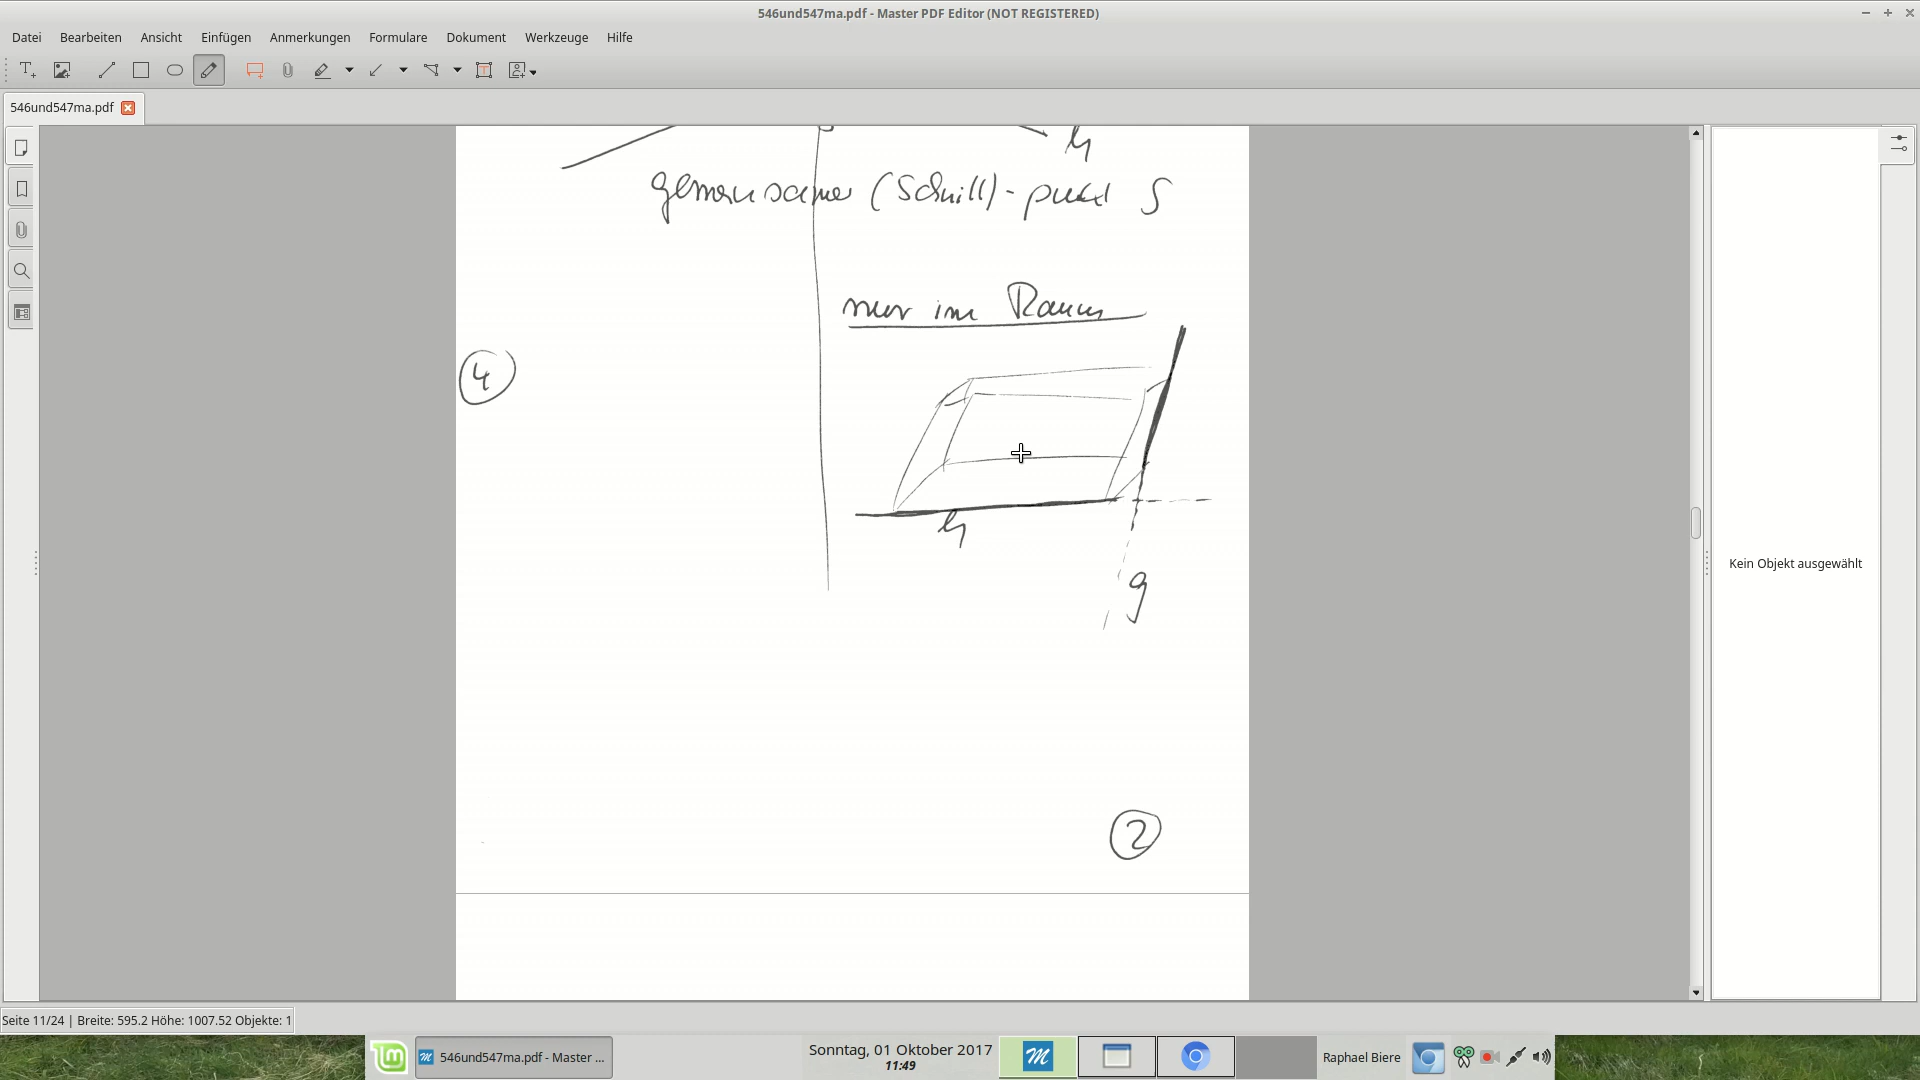 546und547ma.pdf - Master PDF Editor (NOT REGISTERED)
Datei Bearbeiten Ansicht Einfügen Anmerkungen Formulare Dokument Werkzeuge Hilfe
546und547ma.pdf
h
gemeinsamer (Schnitt)-punkt S
nur im Raum
4
h
g
2
Kein Objekt ausgewählt
Seite 11/24 | Breite: 595.2 Höhe: 1007.52 Objekte: 1
546und547ma.pdf - Master ...
Sonntag, 01 Oktober 2017
11:49
Raphael Biere